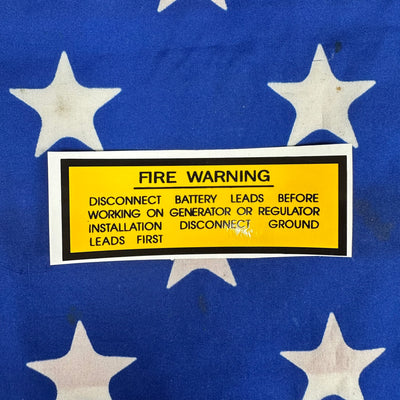 FIRE WARNING
DISCONNECT BATTERY LEADS BEFORE
WORKING ON GENERATOR OR REGULATOR
INSTALLATION DISCONNECT GROUND
LEADS FIRST